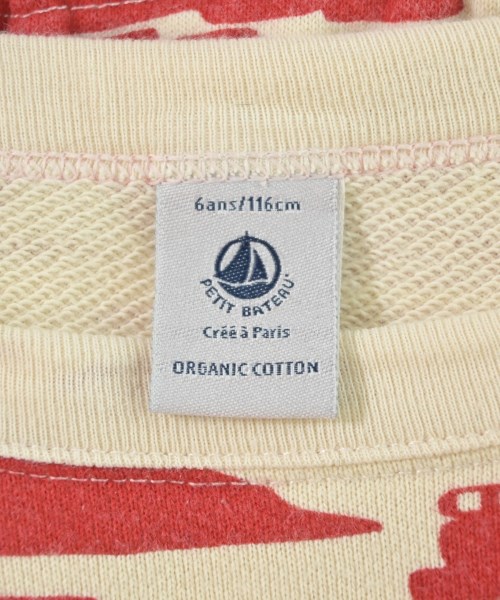 6ans/116cm
PETIT BATEAU
Créé à Paris
ORGANIC COTTON